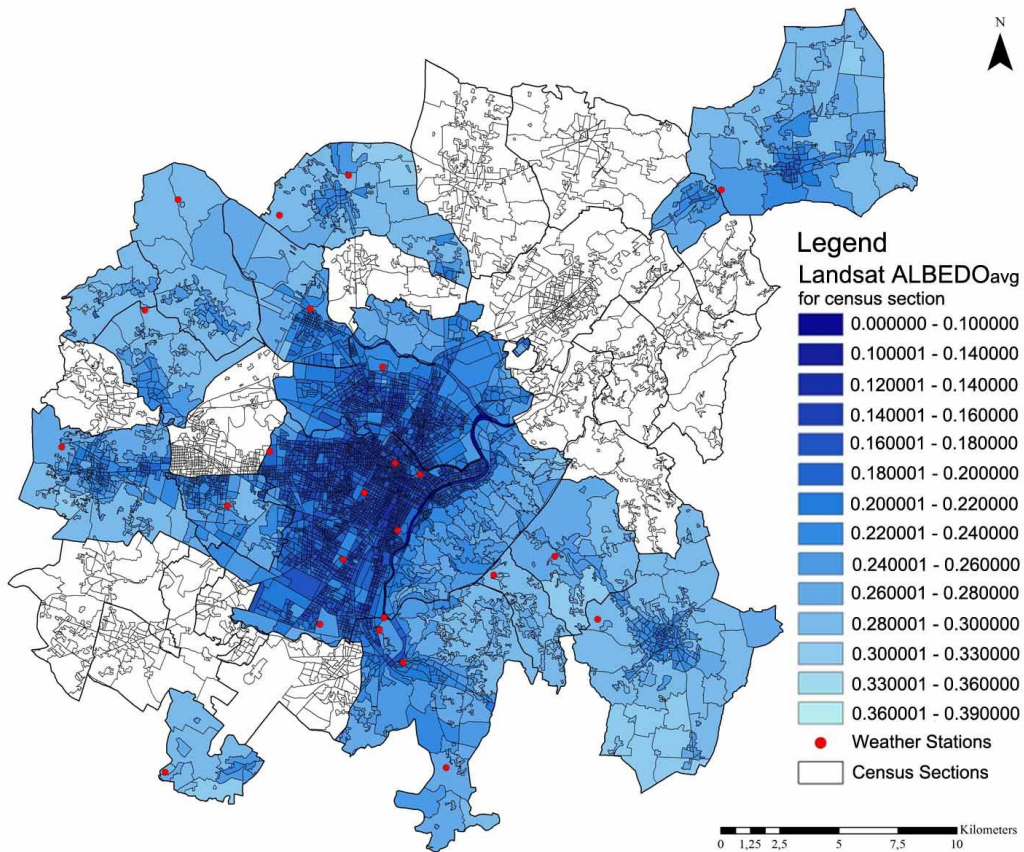 N
Legend
Landsat ALBEDOavg
for census section
0.000000 - 0.100000
0.100001 - 0.140000
0.120001 - 0.140000
0.140001 - 0.160000
0.160001 - 0.180000
0.180001 - 0.200000
0.200001 - 0.220000
0.220001 - 0.240000
0.240001 - 0.260000
0.260001 - 0.280000
0.280001 - 0.300000
0.300001 - 0.330000
0.330001 - 0.360000
0.360001 - 0.390000
Weather Stations
Census Sections
Kilometers
0 1,25 2,5 5 7,5 10